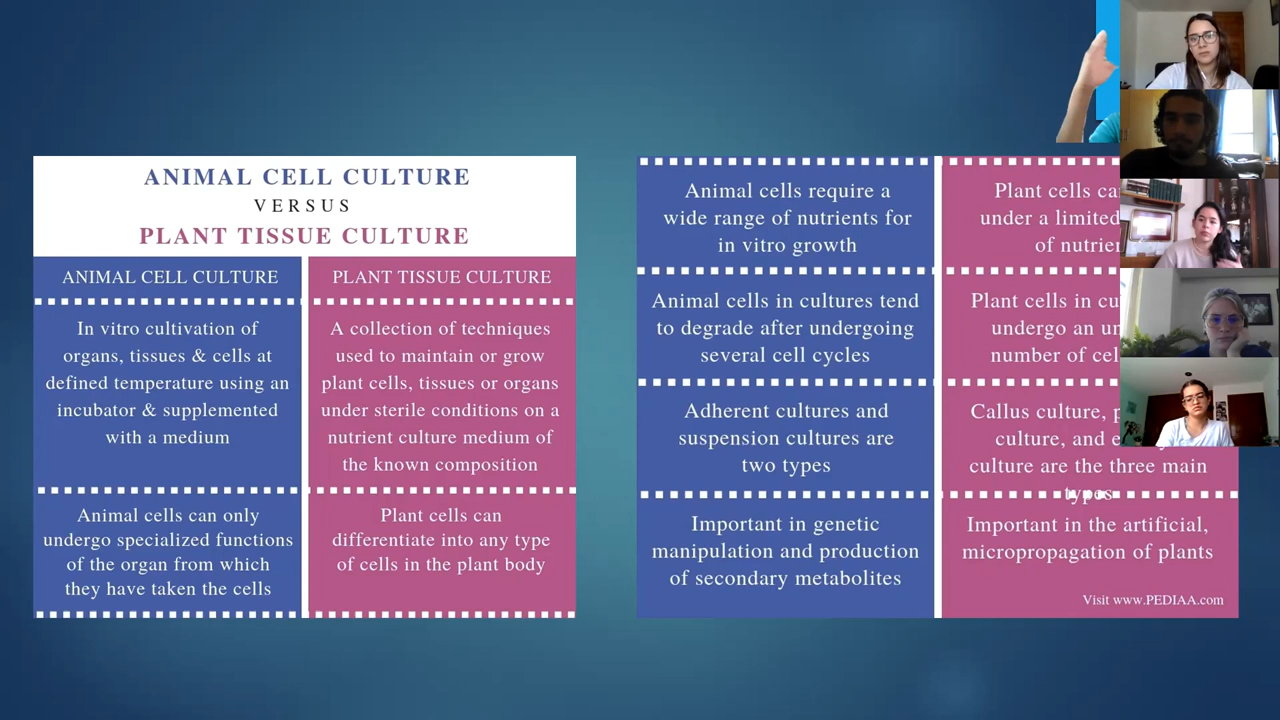 ANIMAL CELL CULTURE
VERSUS
PLANT TISSUE CULTURE
ANIMAL CELL CULTURE
In vitro cultivation of
organs, tissues & cells at
defined temperature using an
incubator & supplemented
with a medium
Animal cells can only
undergo specialized functions
of the organ from which
they have taken the cells
PLANT TISSUE CULTURE
A collection of techniques
used to maintain or grow
plant cells, tissues or organs
under sterile conditions on a
nutrient culture medium of
the known composition
Plant cells can
differentiate into any type
of cells in the plant body
Animal cells require a
wide range of nutrients for
in vitro growth
Animal cells in cultures tend
to degrade after undergoing
several cell cycles
Adherent cultures and
suspension cultures are
two types
Important in genetic
manipulation and production
of secondary metabolites
Plant cells
under a limited
of
Plant cells in
undergo an
number of
Callus culture,
culture, and
culture are the three main
types
Important in the artificial,
micropropagation of plants
Visit www.PEDIAA.com